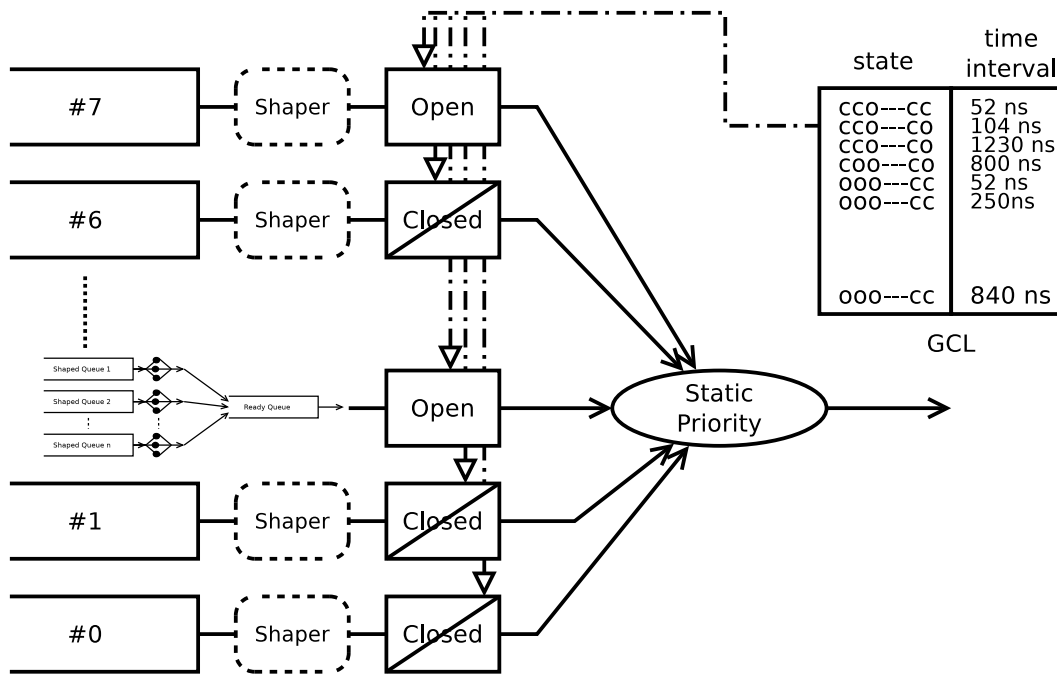 time
interval
state
#7
Shaper
Open
cco---cc 52 ns
cco---co 104 ns
cco---co 1230 ns
coo---co 800 ns
ooo---cc 52 ns
ooo---cc 250ns
#6
Shaper
Closed
ooo---cc 840 ns
GCL
Shaped Queue 1
Shaped Queue 2
Shaped Queue n
Ready Queue
Open
Static
Priority
#1
Shaper
Closed
#0
Shaper
Closed